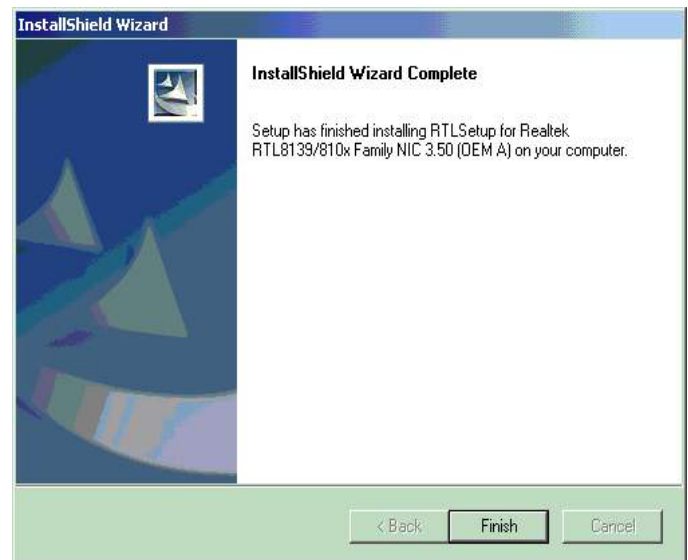 InstallShield Wizard
InstallShield Wizard Complete
Setup has finished installing RTLSetup for Realtek
RTL8139/810x Family NIC 3.50 (OEM A) on your computer.
< Back Finish Cancel